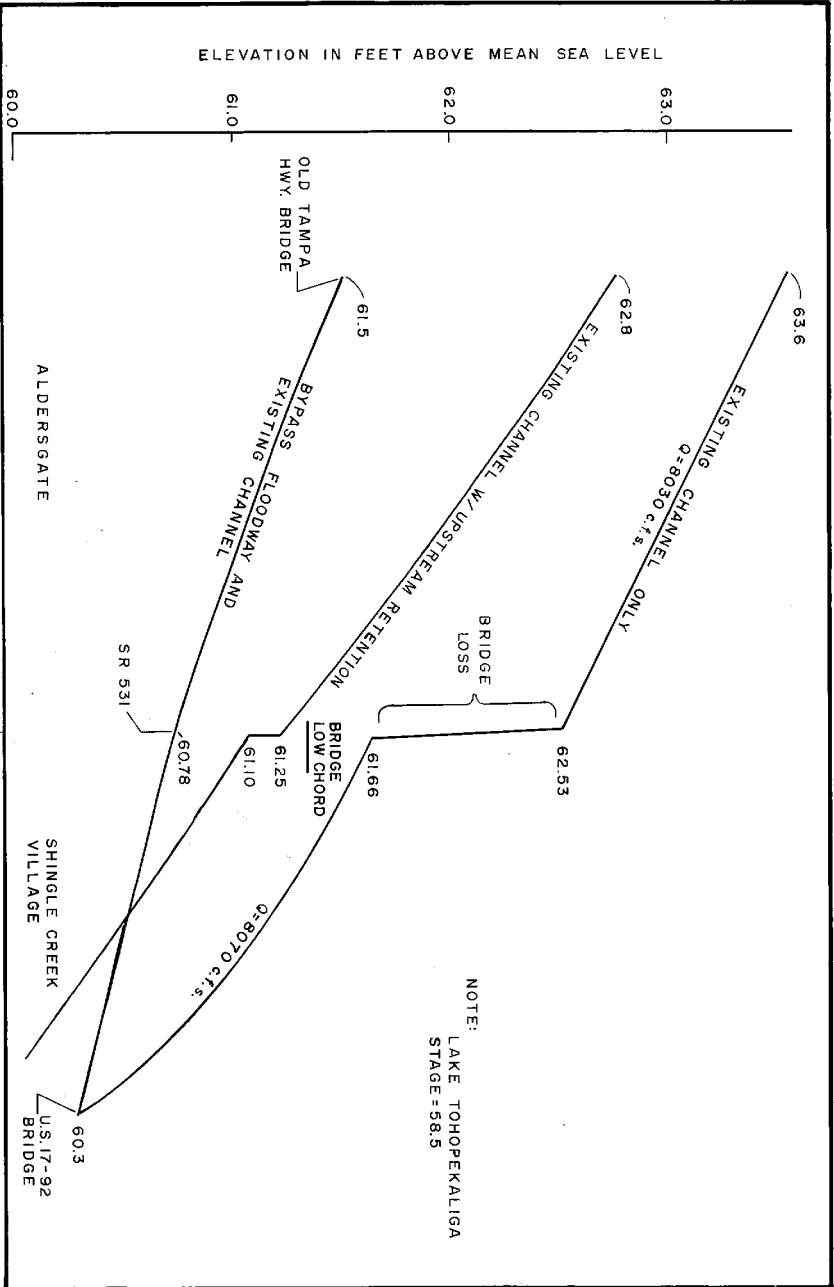 ELEVATION IN FEET ABOVE MEAN SEA LEVEL
63.0
62.0
61.0
60.0
63.6
EXISTING CHANNEL ONLY
Q=8030 c.f.s.
62.8
EXISTING CHANNEL W/UPSTREAM RETENTION
61.5
OLD TAMPA
HWY. BRIDGE
BYPASS FLOODWAY AND
EXISTING CHANNEL
ALDERSGATE
BRIDGE
LOSS
62.53
61.66
BRIDGE
LOW CHORD
61.25
61.10
60.78
SR 531
Q=8070 c.f.s.
SHINGLE CREEK
VILLAGE
60.3
U.S. 17-92
BRIDGE
NOTE:
LAKE TOHOPEKALIGA
STAGE = 58.5